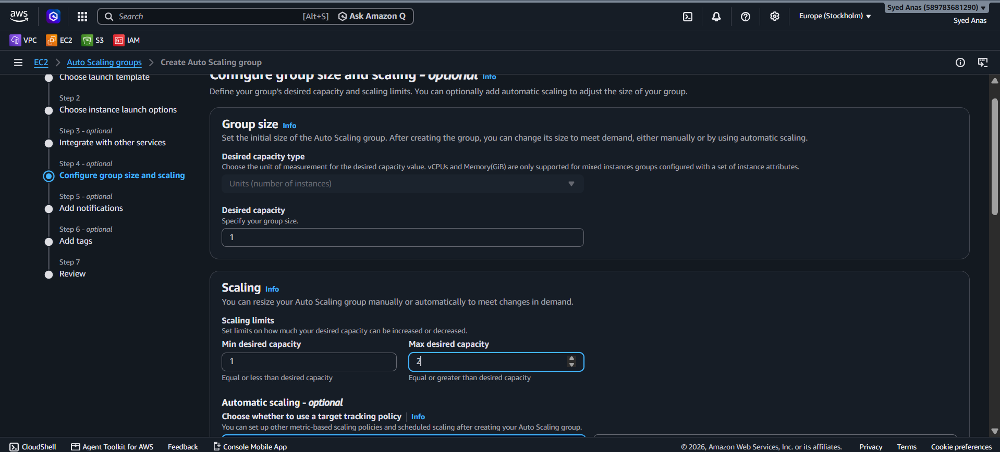 aws
Search [Alt+S] Ask Amazon Q
Europe (Stockholm)
Syed Anas (589783681290)
Syed Anas
VPC EC2 S3 IAM
EC2 Auto Scaling groups Create Auto Scaling group
Choose launch template
Step 2
Choose instance launch options
Step 3 - optional
Integrate with other services
Step 4 - optional
Configure group size and scaling
Step 5 - optional
Add notifications
Step 6 - optional
Add tags
Step 7
Review
Configure group size and scaling - optional Info
Define your group's desired capacity and scaling limits. You can optionally add automatic scaling to adjust the size of your group.
Group size Info
Set the initial size of the Auto Scaling group. After creating the group, you can change its size to meet demand, either manually or by using automatic scaling.
Desired capacity type
Choose the unit of measurement for the desired capacity value. vCPUs and Memory(GiB) are only supported for mixed instances groups configured with a set of instance attributes.
Units (number of instances)
Desired capacity
Specify your group size.
1
Scaling Info
You can resize your Auto Scaling group manually or automatically to meet changes in demand.
Scaling limits
Set limits on how much your desired capacity can be increased or decreased.
Min desired capacity Max desired capacity
1 2
Equal or less than desired capacity Equal or greater than desired capacity
Automatic scaling - optional
Choose whether to use a target tracking policy Info
You can set up other metric-based scaling policies and scheduled scaling after creating your Auto Scaling group.
CloudShell Agent Toolkit for AWS Feedback Console Mobile App © 2026, Amazon Web Services, Inc. or its affiliates. Privacy Terms Cookie preferences